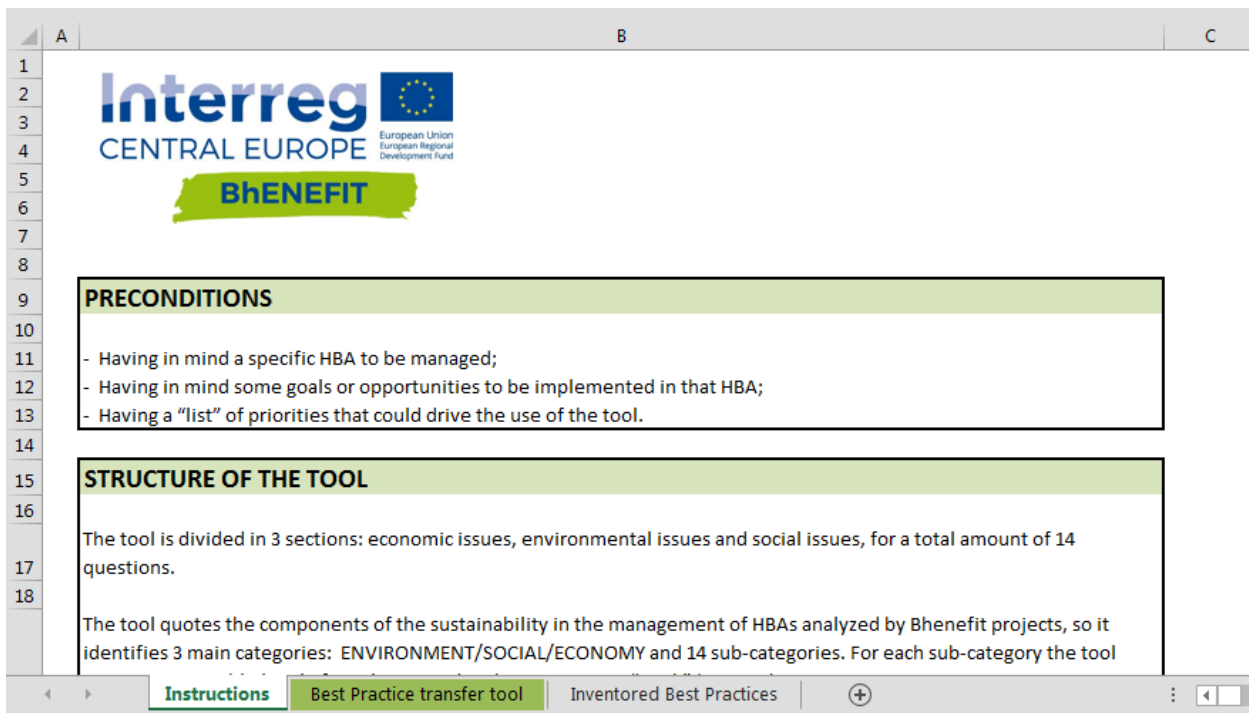 A B C
1
2
3
4
5
6
7
8
9
10
11
12
13
14
15
16
17
18
Interreg
CENTRAL EUROPE
European Union
European Regional
Development Fund
BhENEFIT
PRECONDITIONS
- Having in mind a specific HBA to be managed;
- Having in mind some goals or opportunities to be implemented in that HBA;
- Having a “list” of priorities that could drive the use of the tool.
STRUCTURE OF THE TOOL
The tool is divided in 3 sections: economic issues, environmental issues and social issues, for a total amount of 14
questions.
The tool quotes the components of the sustainability in the management of HBAs analyzed by Bhenefit projects, so it
identifies 3 main categories: ENVIRONMENT/SOCIAL/ECONOMY and 14 sub-categories. For each sub-category the tool
Instructions Best Practice transfer tool Inventored Best Practices